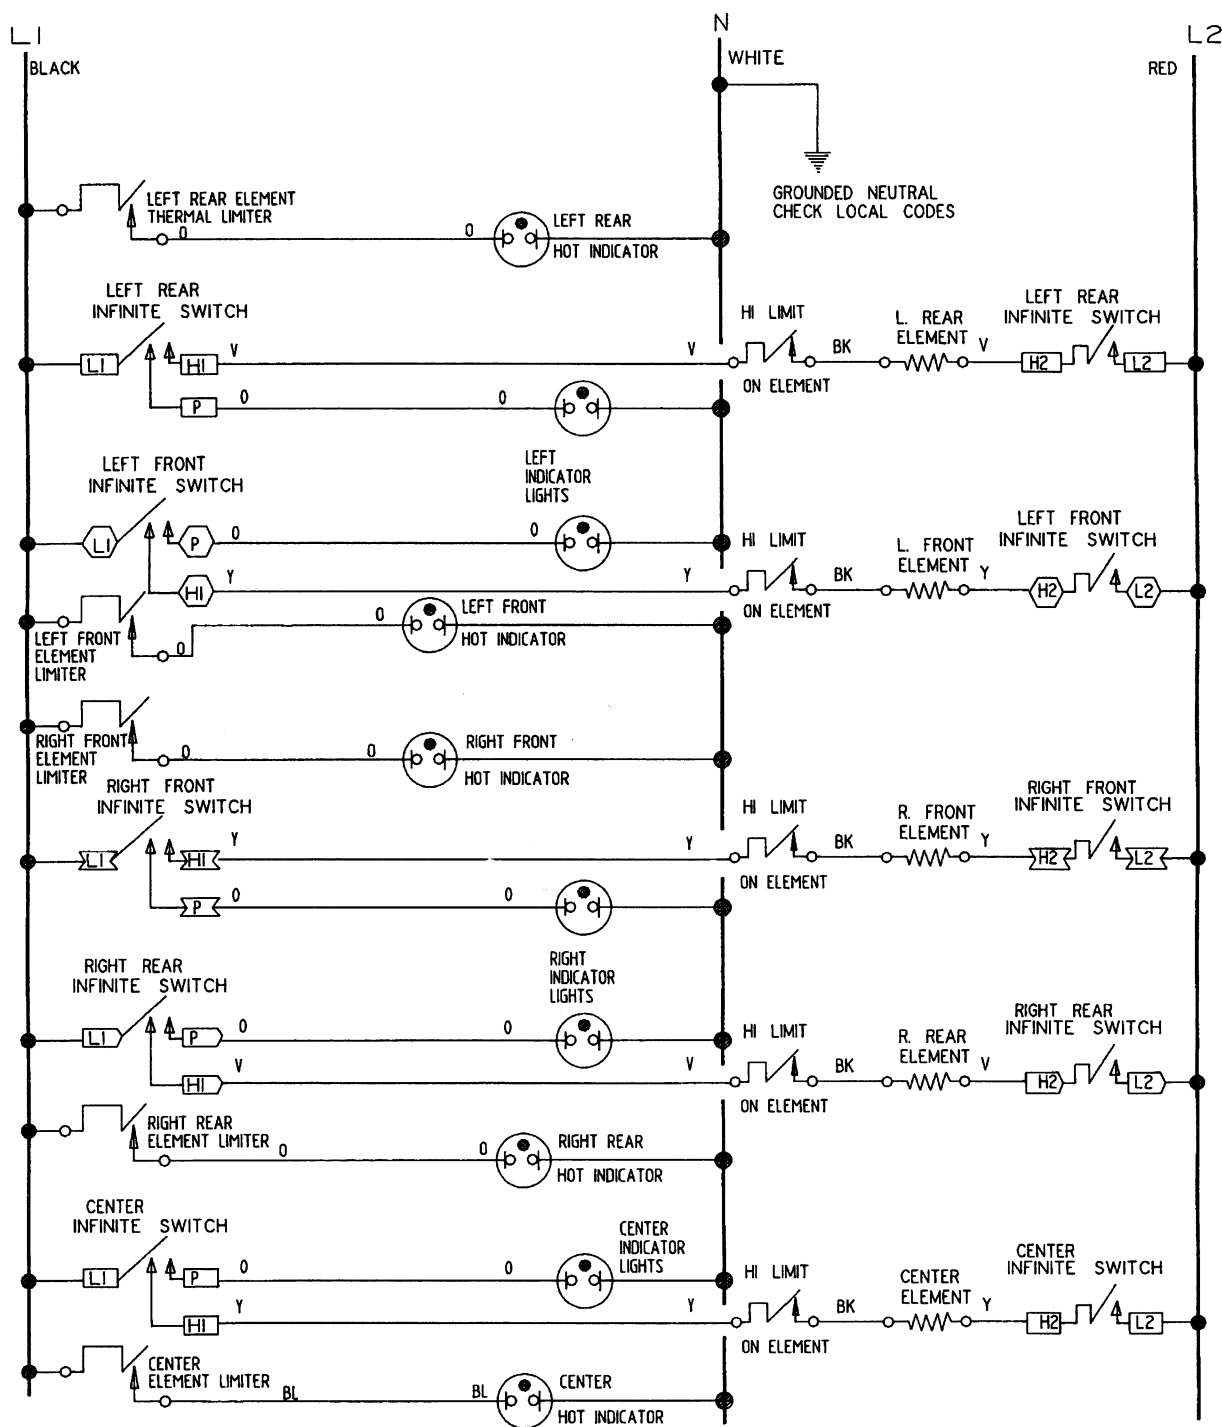 L1
N
L2
BLACK
WHITE
RED
GROUNDED NEUTRAL
CHECK LOCAL CODES
LEFT REAR ELEMENT
THERMAL LIMITER
O
O
LEFT REAR
HOT INDICATOR
LEFT REAR
INFINITE SWITCH
L1
H1
V
V
HI LIMIT
ON ELEMENT
BK
L. REAR
ELEMENT
V
LEFT REAR
INFINITE SWITCH
H2
L2
P
O
O
LEFT
INDICATOR
LIGHTS
LEFT FRONT
INFINITE SWITCH
L1
P
O
O
H1
Y
Y
HI LIMIT
ON ELEMENT
BK
L. FRONT
ELEMENT
Y
LEFT FRONT
INFINITE SWITCH
H2
L2
LEFT FRONT
ELEMENT
LIMITER
O
O
LEFT FRONT
HOT INDICATOR
RIGHT FRONT
ELEMENT
LIMITER
O
O
RIGHT FRONT
HOT INDICATOR
RIGHT FRONT
INFINITE SWITCH
L1
H1
Y
Y
HI LIMIT
ON ELEMENT
BK
R. FRONT
ELEMENT
Y
RIGHT FRONT
INFINITE SWITCH
H2
L2
P
O
O
RIGHT
INDICATOR
LIGHTS
RIGHT REAR
INFINITE SWITCH
L1
P
O
O
H1
V
V
HI LIMIT
ON ELEMENT
BK
R. REAR
ELEMENT
V
RIGHT REAR
INFINITE SWITCH
H2
L2
RIGHT REAR
ELEMENT LIMITER
O
O
RIGHT REAR
HOT INDICATOR
CENTER
INFINITE SWITCH
L1
P
O
O
CENTER
INDICATOR
LIGHTS
H1
Y
Y
HI LIMIT
ON ELEMENT
BK
CENTER
ELEMENT
Y
CENTER
INFINITE SWITCH
H2
L2
CENTER
ELEMENT LIMITER
BL
BL
CENTER
HOT INDICATOR